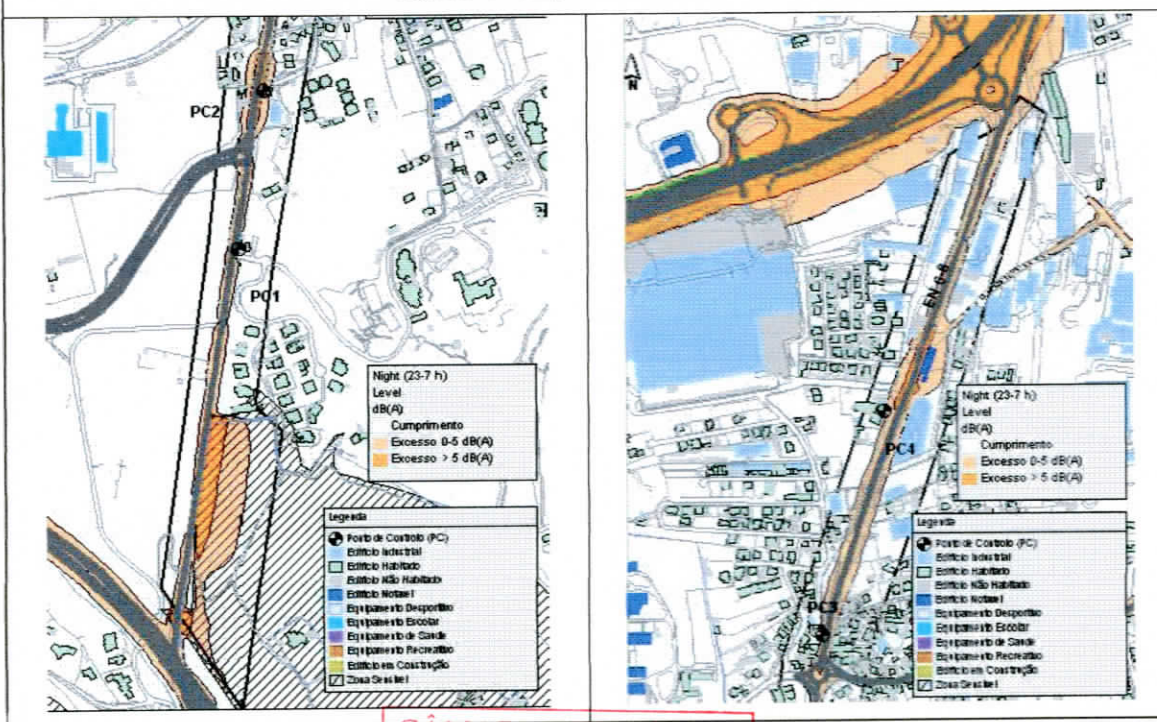 PC2
PC1
Night (23-7 h)
Level
dB(A)
Cumprimento
Excesso 0-5 dB(A)
Excesso > 5 dB(A)
Legenda
Ponto de Controlo (PC)
Edifício Industrial
Edifício Habitado
Edifício Não Habitado
Edifício Notável
Equipamento Desportivo
Equipamento Escolar
Equipamento de Saúde
Equipamento Recreativo
Edifício em Construção
Zona Sensível
N
EN 6-8
PC4
PC3
Night (23-7 h)
Level
dB(A)
Cumprimento
Excesso 0-5 dB(A)
Excesso > 5 dB(A)
Legenda
Ponto de Controlo (PC)
Edifício Industrial
Edifício Habitado
Edifício Não Habitado
Edifício Notável
Equipamento Desportivo
Equipamento Escolar
Equipamento de Saúde
Equipamento Recreativo
Edifício em Construção
Zona Sensível